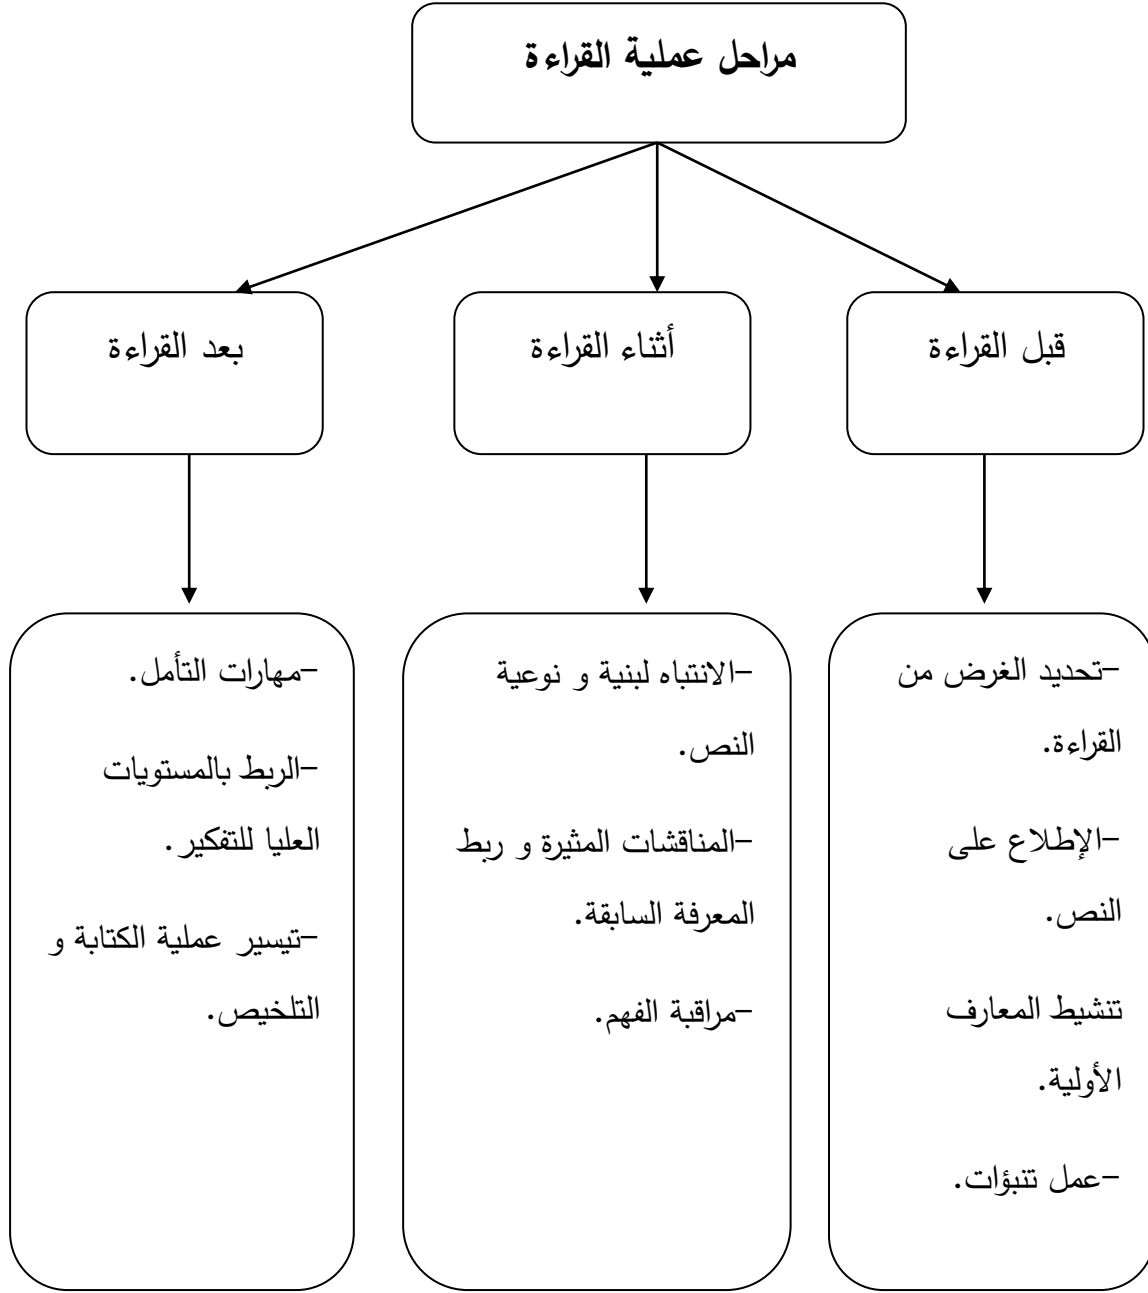 مراحل عملية القراءة
قبل القراءة
أثناء القراءة
بعد القراءة
-تحديد الغرض من
القراءة.
-الإطلاع على
النص.
تنشيط المعارف
الأولية.
-عمل تنبؤات.
-الانتباه لبنية و نوعية
النص.
-المناقشات المثيرة و ربط
المعرفة السابقة.
-مراقبة الفهم.
-مهارات التأمل.
-الربط بالمستويات
العليا للتفكير.
-تيسير عملية الكتابة و
التلخيص.